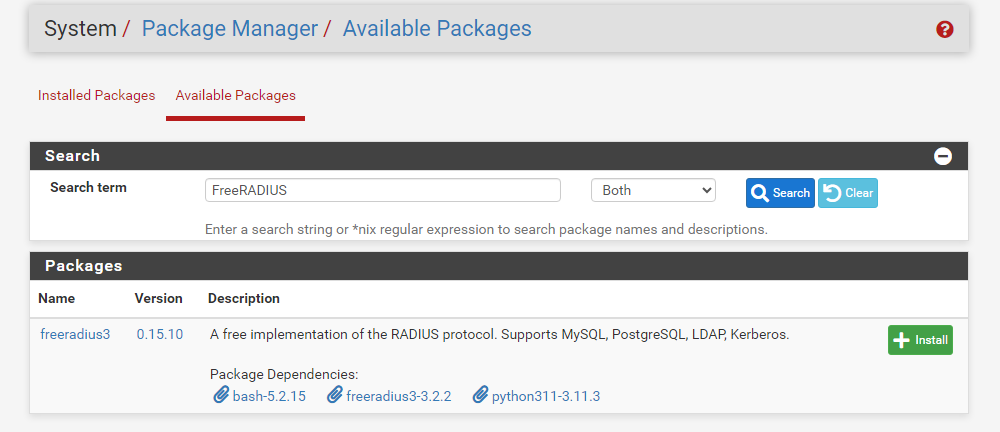 System / Package Manager / Available Packages
Installed Packages Available Packages
Search
Search term FreeRADIUS Both Search Clear
Enter a search string or *nix regular expression to search package names and descriptions.
Packages
Name Version Description
freeradius3 0.15.10 A free implementation of the RADIUS protocol. Supports MySQL, PostgreSQL, LDAP, Kerberos. Install
Package Dependencies:
bash-5.2.15 freeradius3-3.2.2 python311-3.11.3